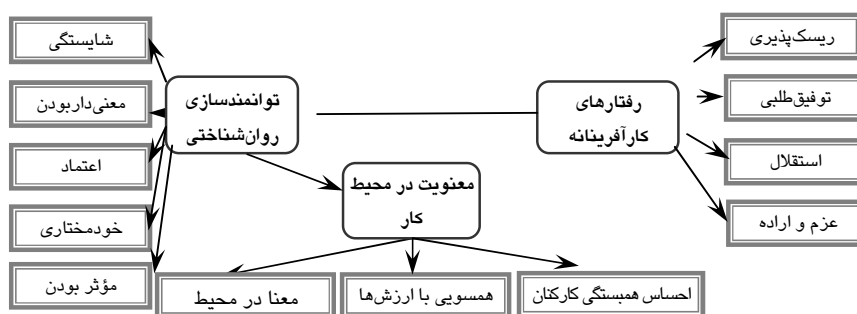 ریسک‌پذیری
توفیق‌طلبی
استقلال
عزم و اراده
رفتارهای
کارآفرینانه
توانمندسازی
روان‌شناختی
معنویت در محیط
کار
شایستگی
معنی‌داربودن
اعتماد
خودمختاری
مؤثر بودن
احساس همبستگی کارکنان
همسویی با ارزش‌ها
معنا در محیط